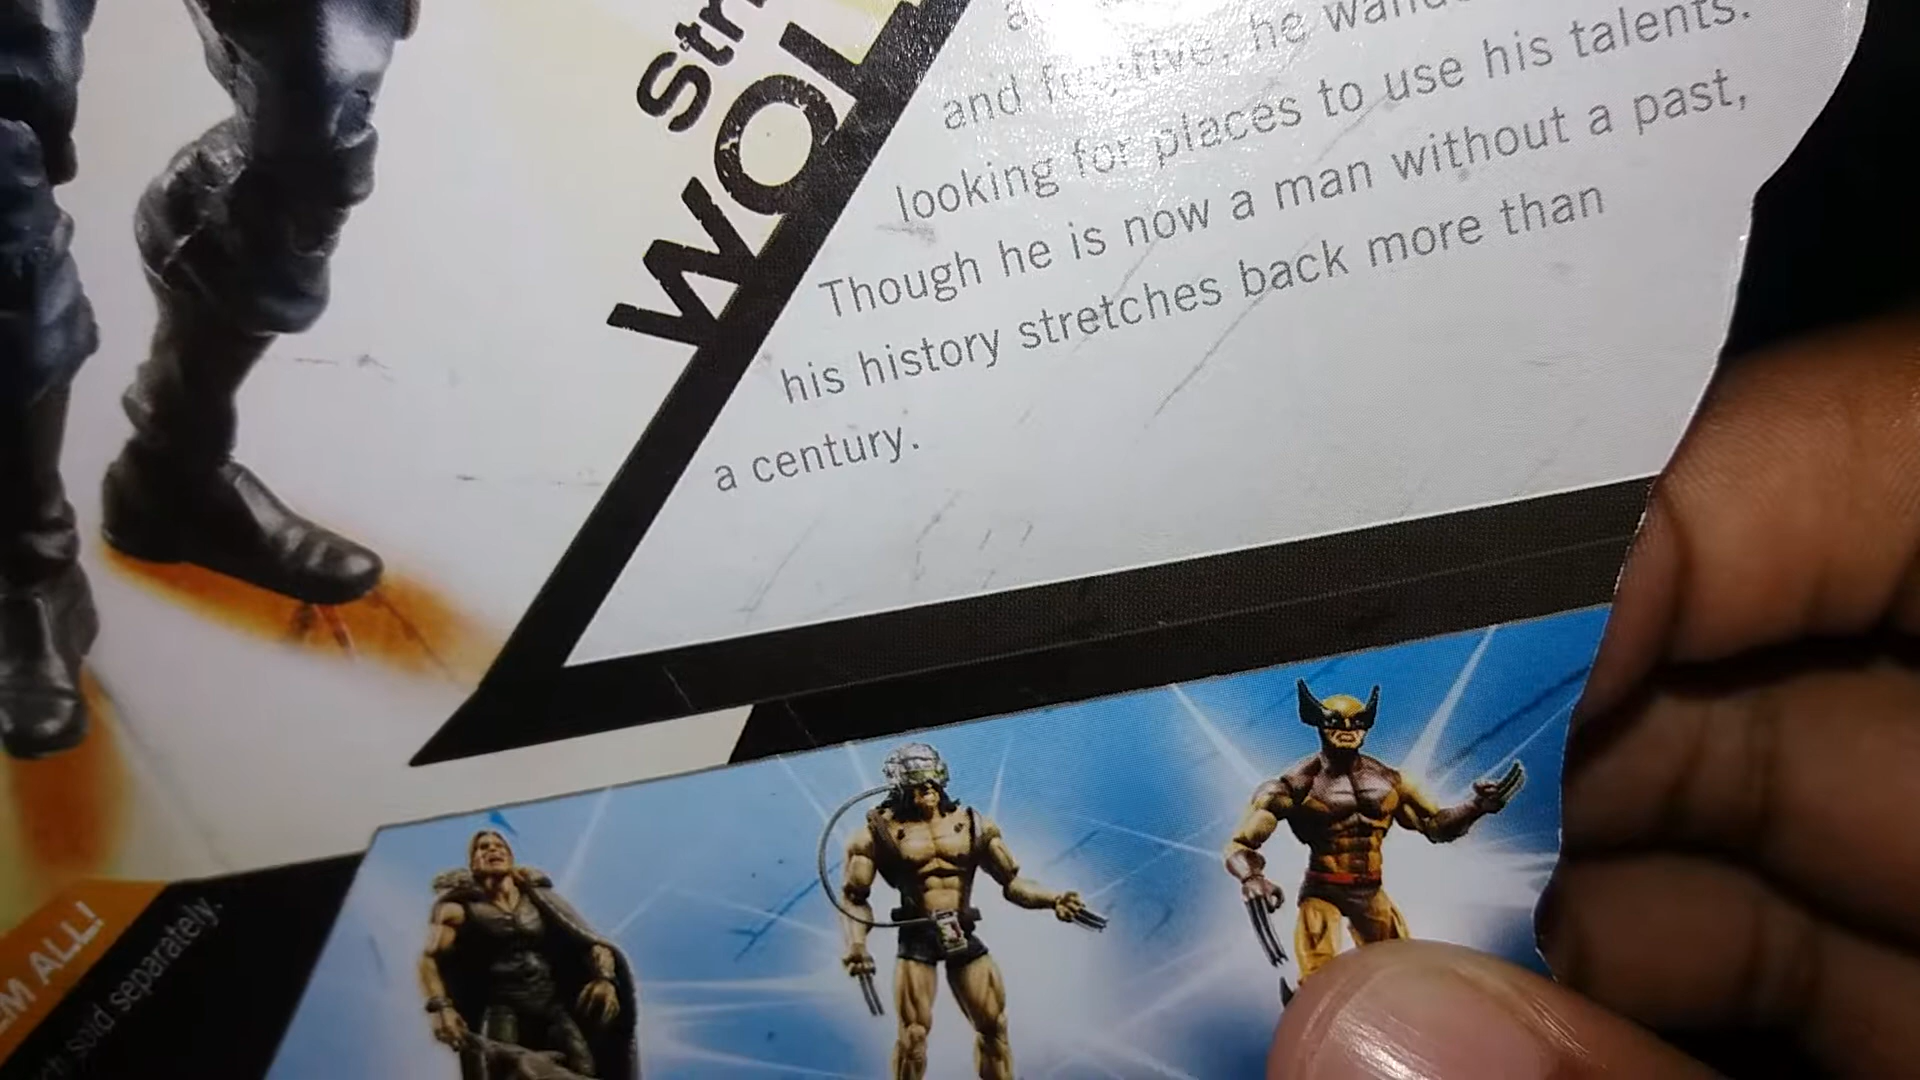 Str
WOL
and fugitive, he wand
looking for places to use his talents.
Though he is now a man without a past,
his history stretches back more than
a century.
EM ALL!
ch sold separately.